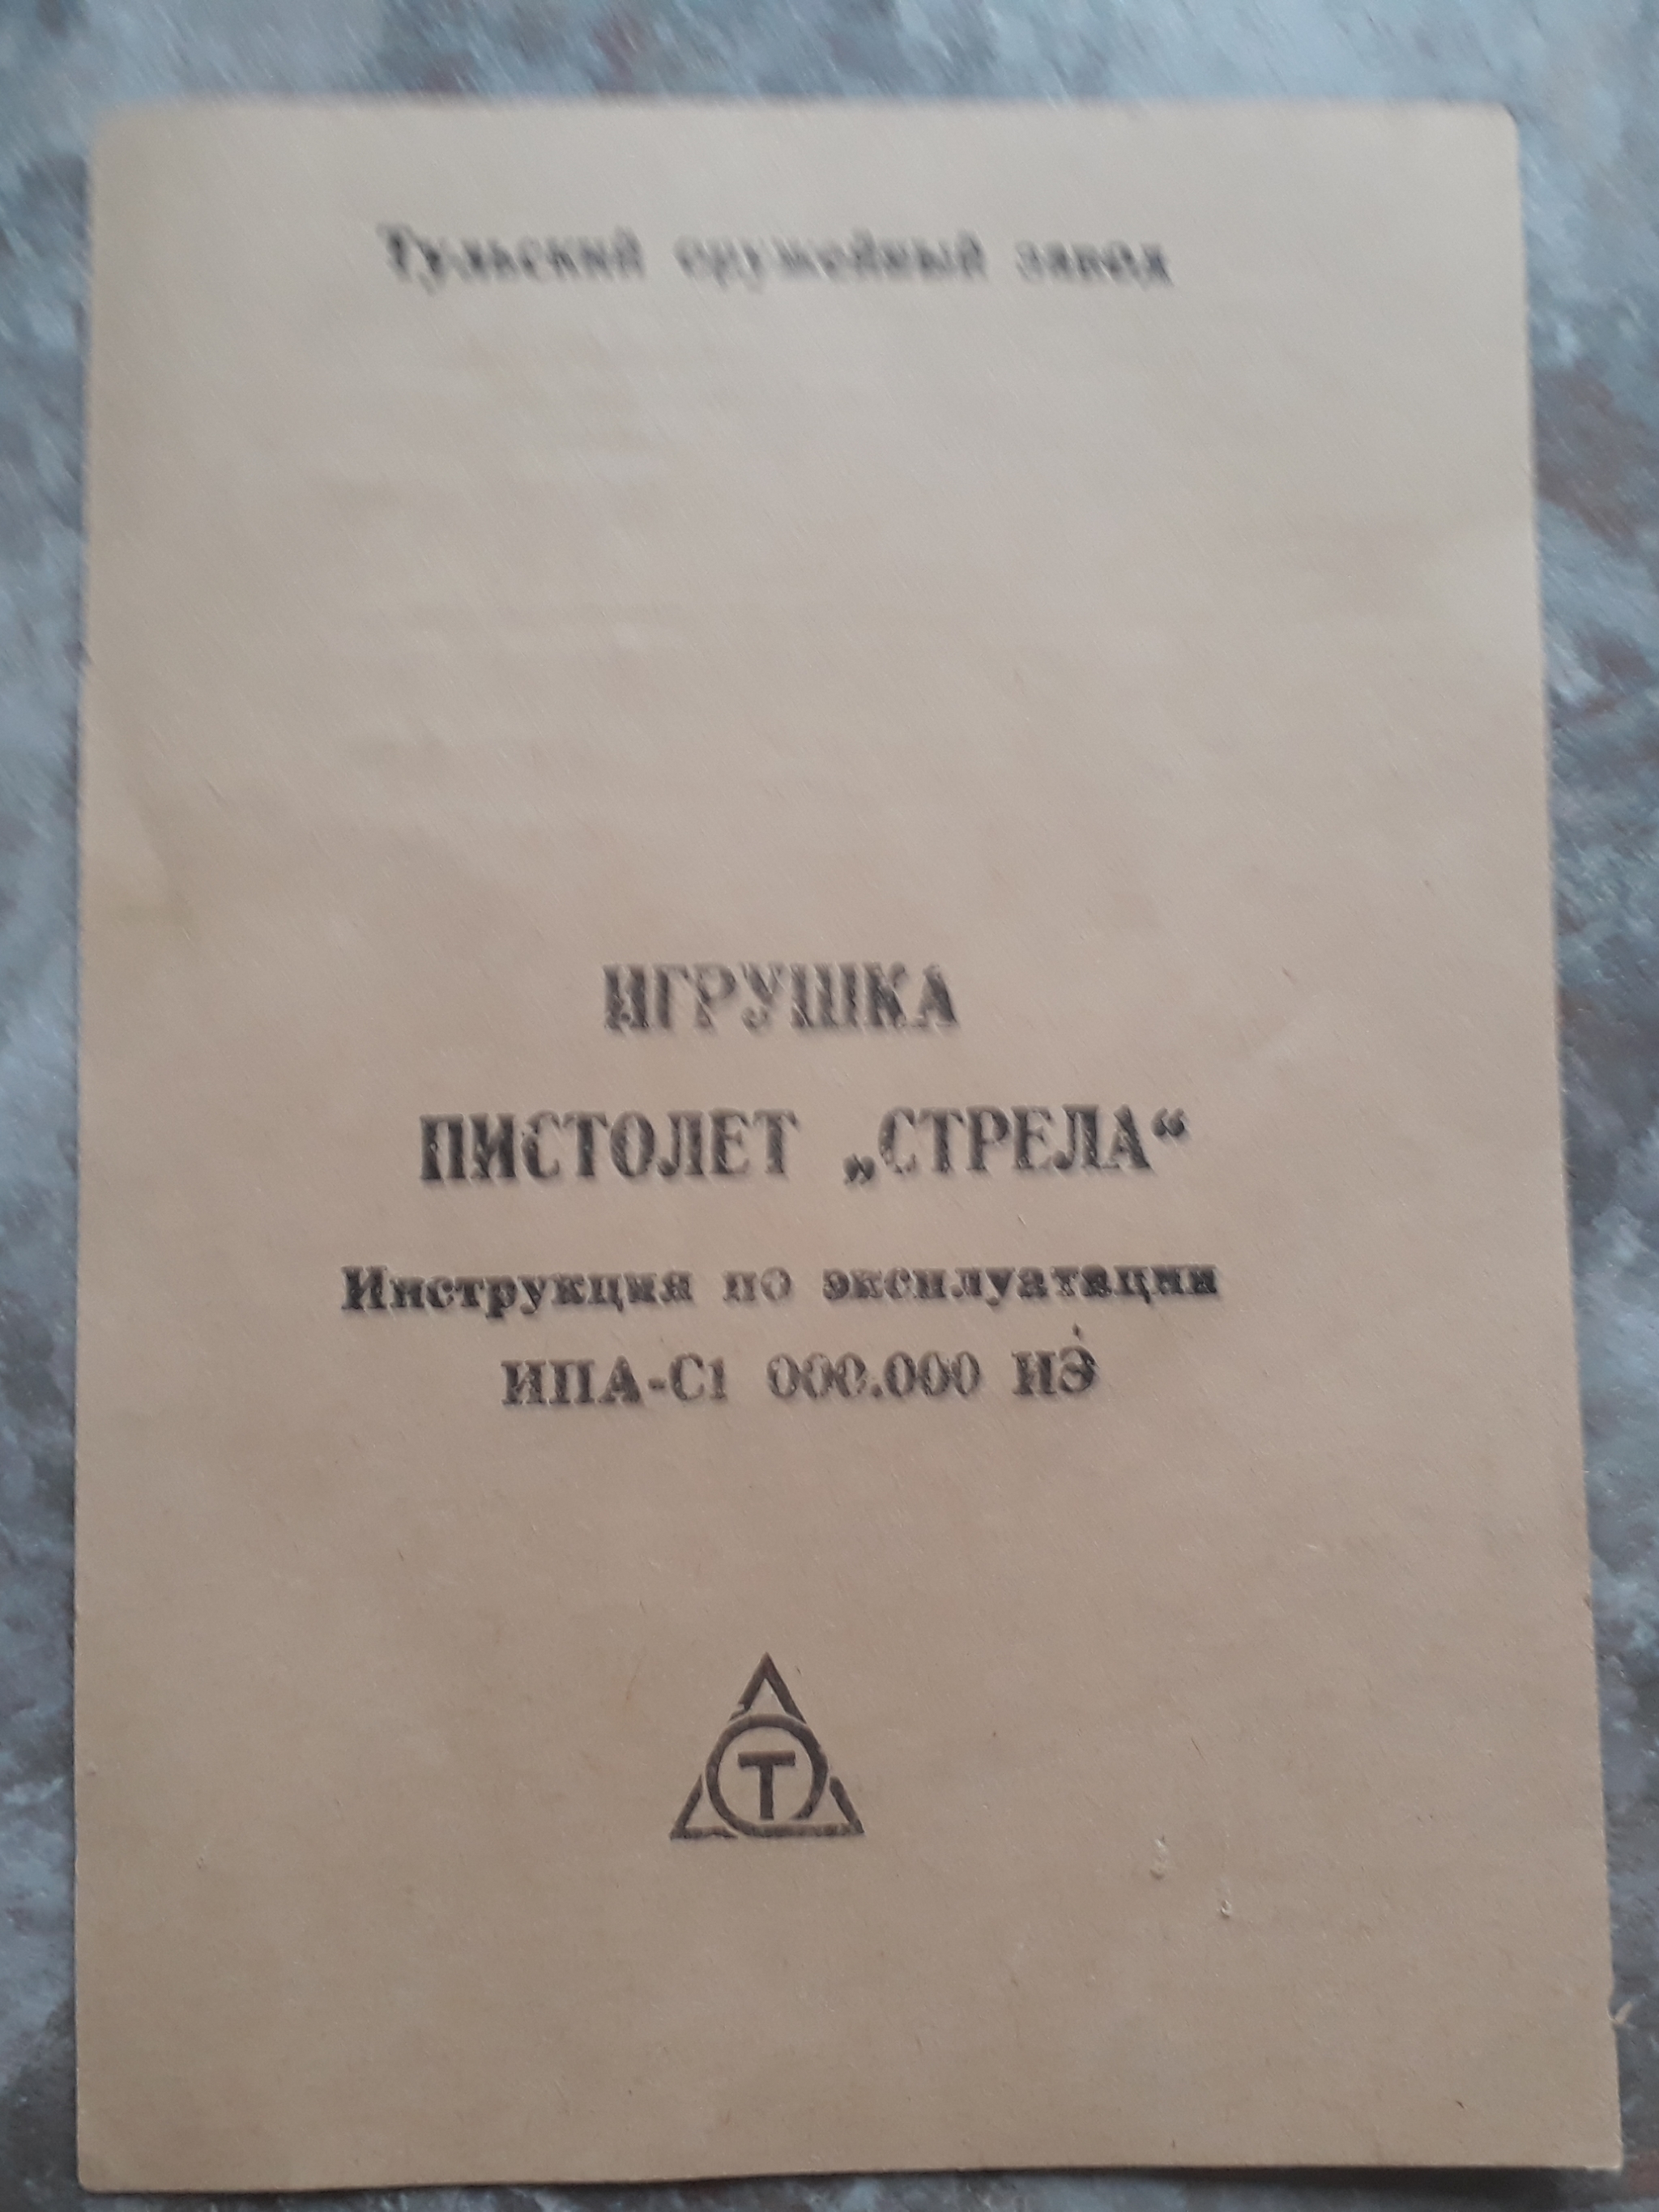 Тульский оружейный завод
ИГРУШКА
ПИСТОЛЕТ „СТРЕЛА“
Инструкция по эксплуатации
ИПА-С1 000.000 ИЭ
Т